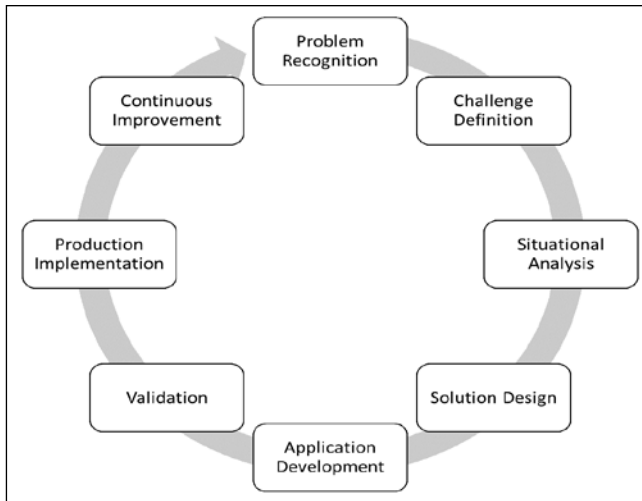 Problem
Recognition
Challenge
Definition
Situational
Analysis
Solution Design
Application
Development
Validation
Production
Implementation
Continuous
Improvement